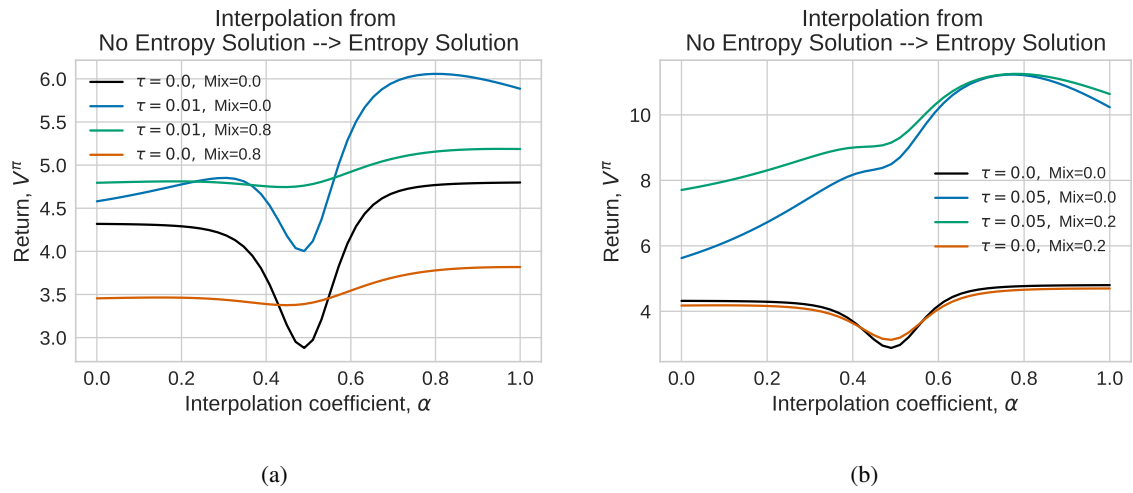 Interpolation from
No Entropy Solution --> Entropy Solution
6.0
5.5
5.0
4.5
4.0
3.5
3.0
Return, V^π
τ = 0.0, Mix=0.0
τ = 0.01, Mix=0.0
τ = 0.01, Mix=0.8
τ = 0.0, Mix=0.8
0.0 0.2 0.4 0.6 0.8 1.0
Interpolation coefficient, α
(a)
Interpolation from
No Entropy Solution --> Entropy Solution
10
8
6
4
Return, V^π
τ = 0.0, Mix=0.0
τ = 0.05, Mix=0.0
τ = 0.05, Mix=0.2
τ = 0.0, Mix=0.2
0.0 0.2 0.4 0.6 0.8 1.0
Interpolation coefficient, α
(b)